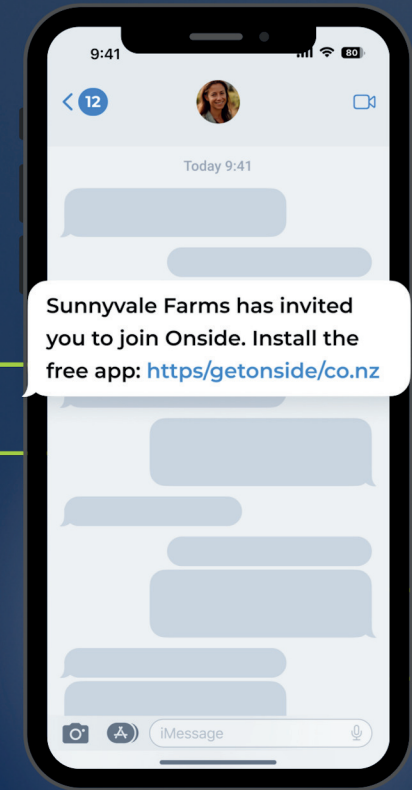 9:41
80
12
Today 9:41
Sunnyvale Farms has invited
you to join Onside. Install the
free app: https/getonside/co.nz
iMessage